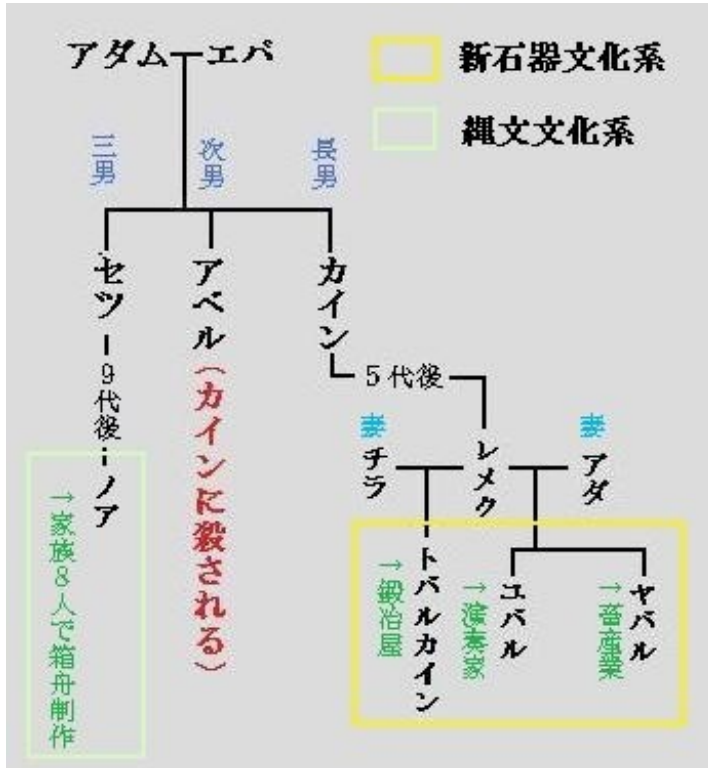 アダム エバ
新石器文化系
縄文文化系
長男
次男
三男
カイン
アベル(カインに殺される)
セツ
9代後
ノア
→家族8人で箱舟制作
5代後
レメク
妻
アダ
妻
チラ
ヤバル
→畜産業
ユバル
→演奏家
トバルカイン
→鍛冶屋